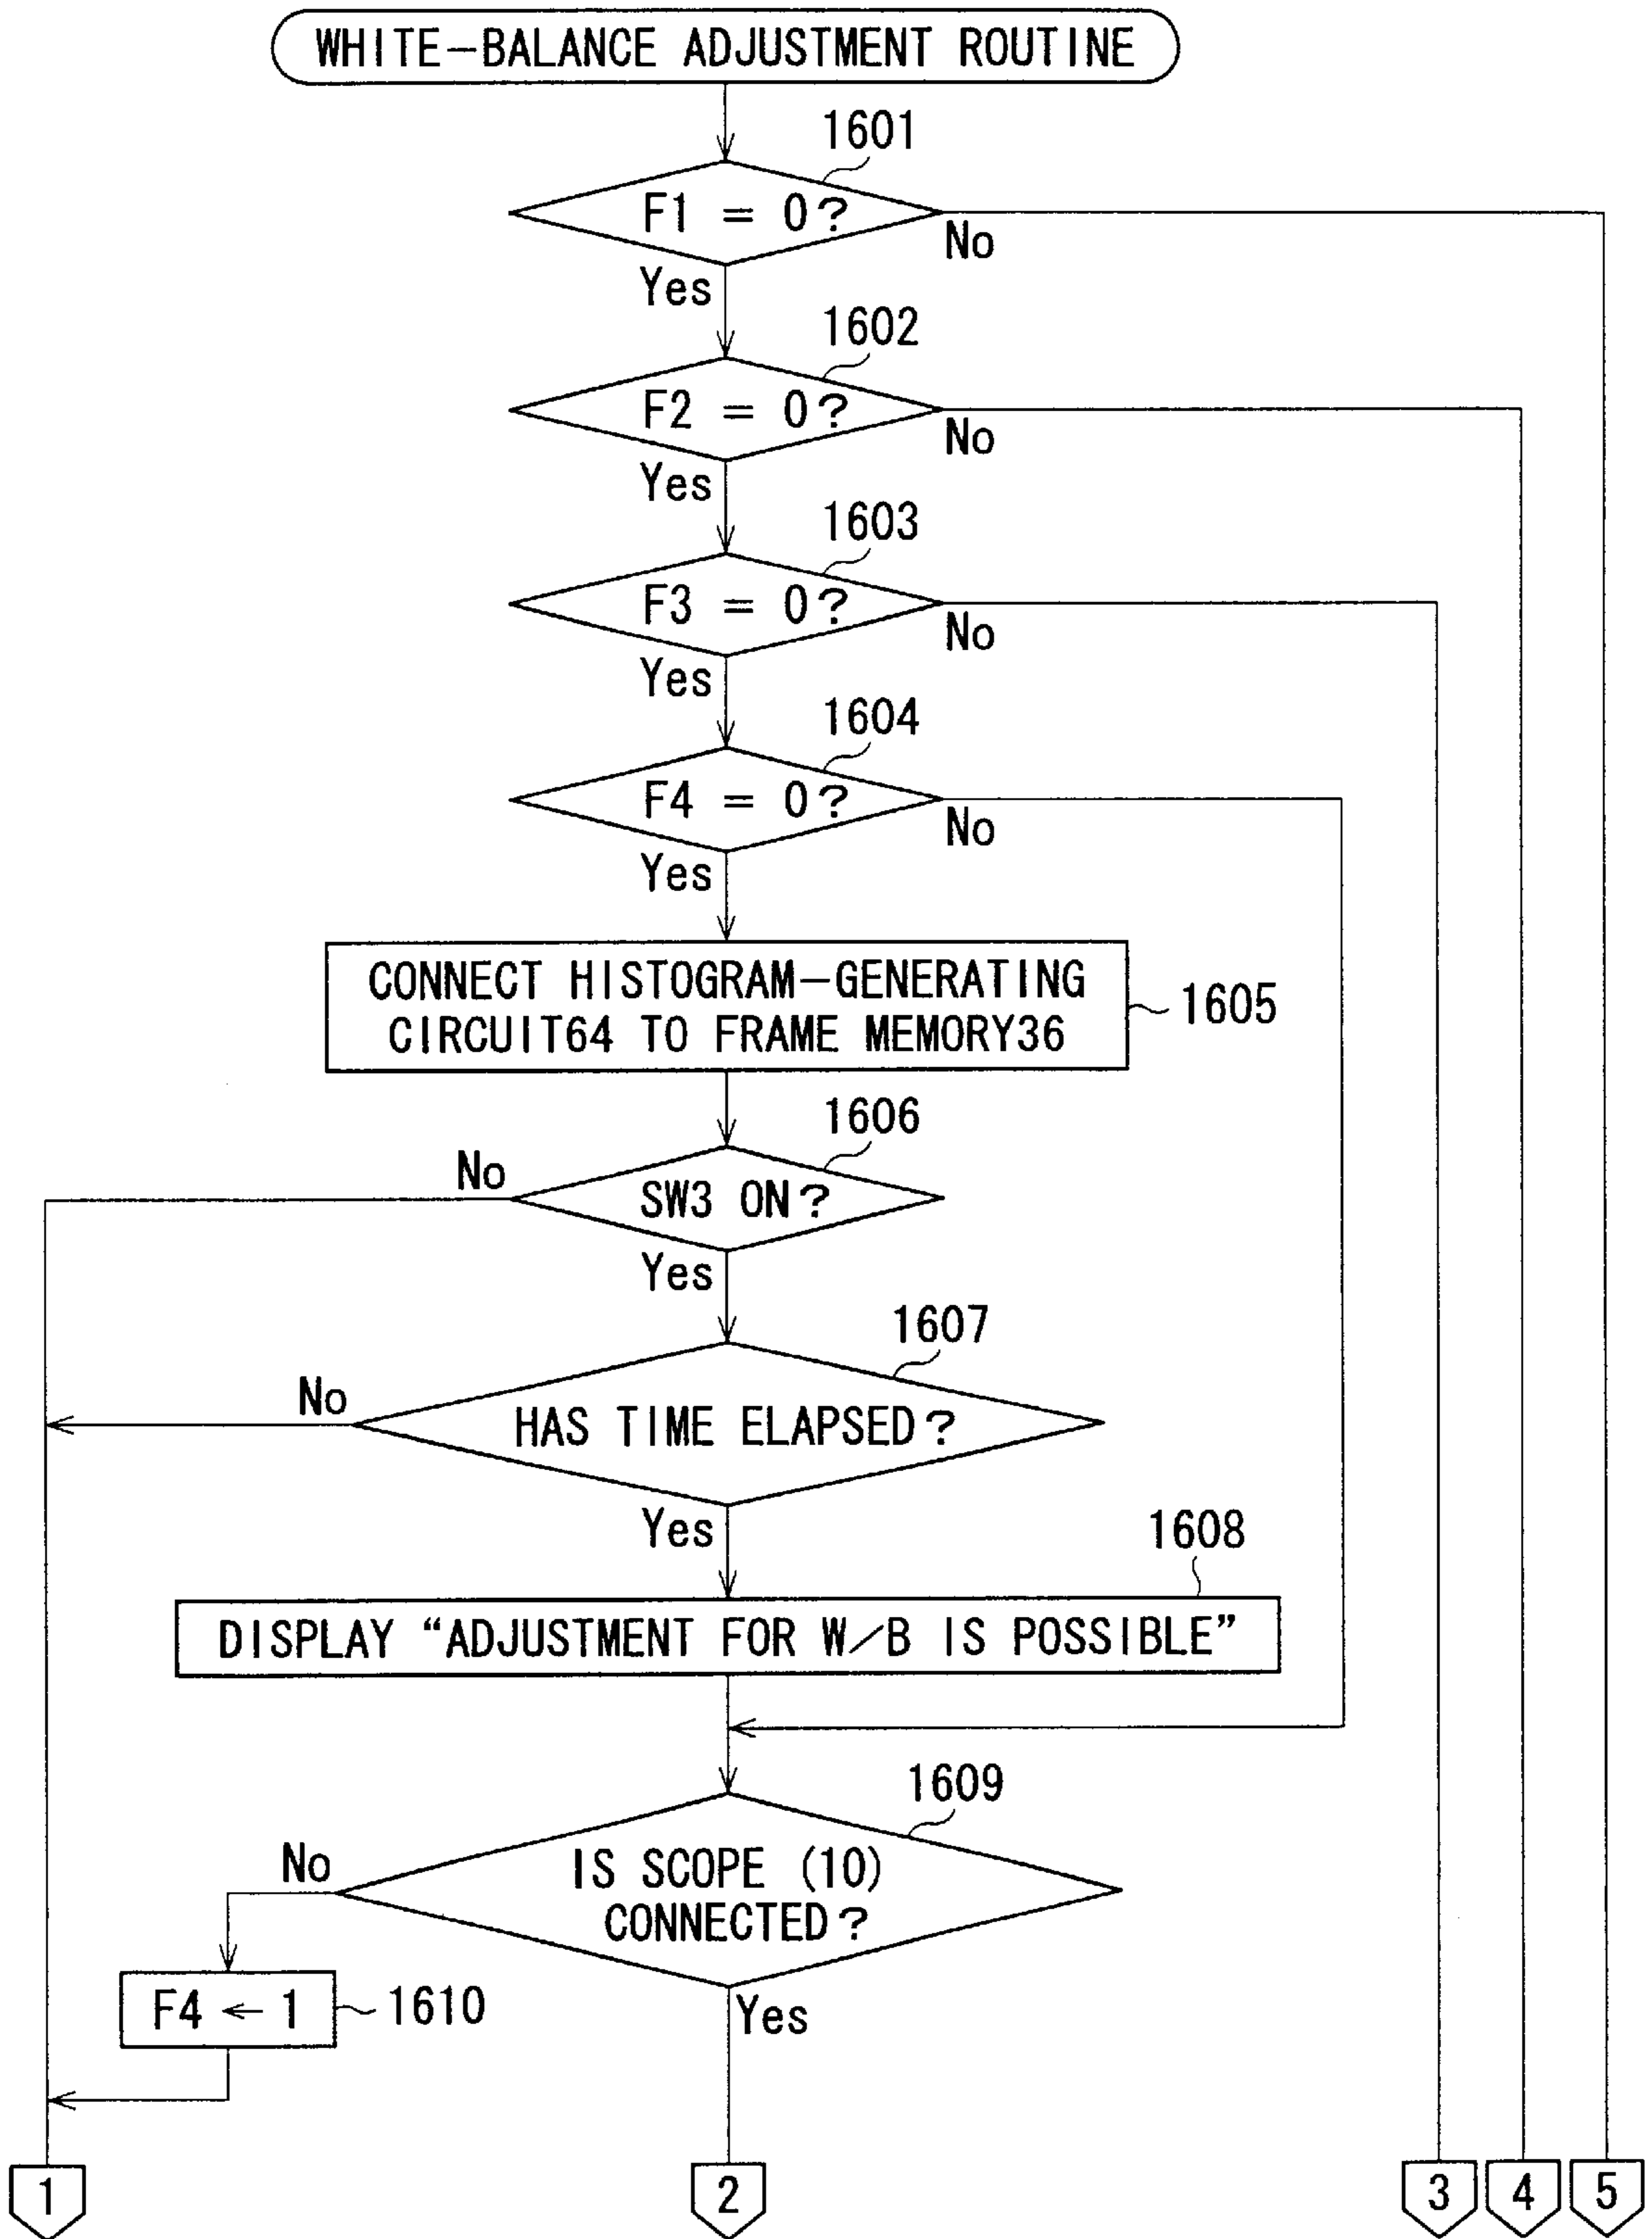 WHITE-BALANCE ADJUSTMENT ROUTINE
1601
F1 = 0?
No
Yes
1602
F2 = 0?
No
Yes
1603
F3 = 0?
No
Yes
1604
F4 = 0?
No
Yes
CONNECT HISTOGRAM-GENERATING
CIRCUIT64 TO FRAME MEMORY36
1605
1606
No
SW3 ON?
Yes
1607
No
HAS TIME ELAPSED?
Yes
1608
DISPLAY “ADJUSTMENT FOR W/B IS POSSIBLE”
1609
No
IS SCOPE (10)
CONNECTED?
F4 ← 1
1610
Yes
1
2
3
4
5